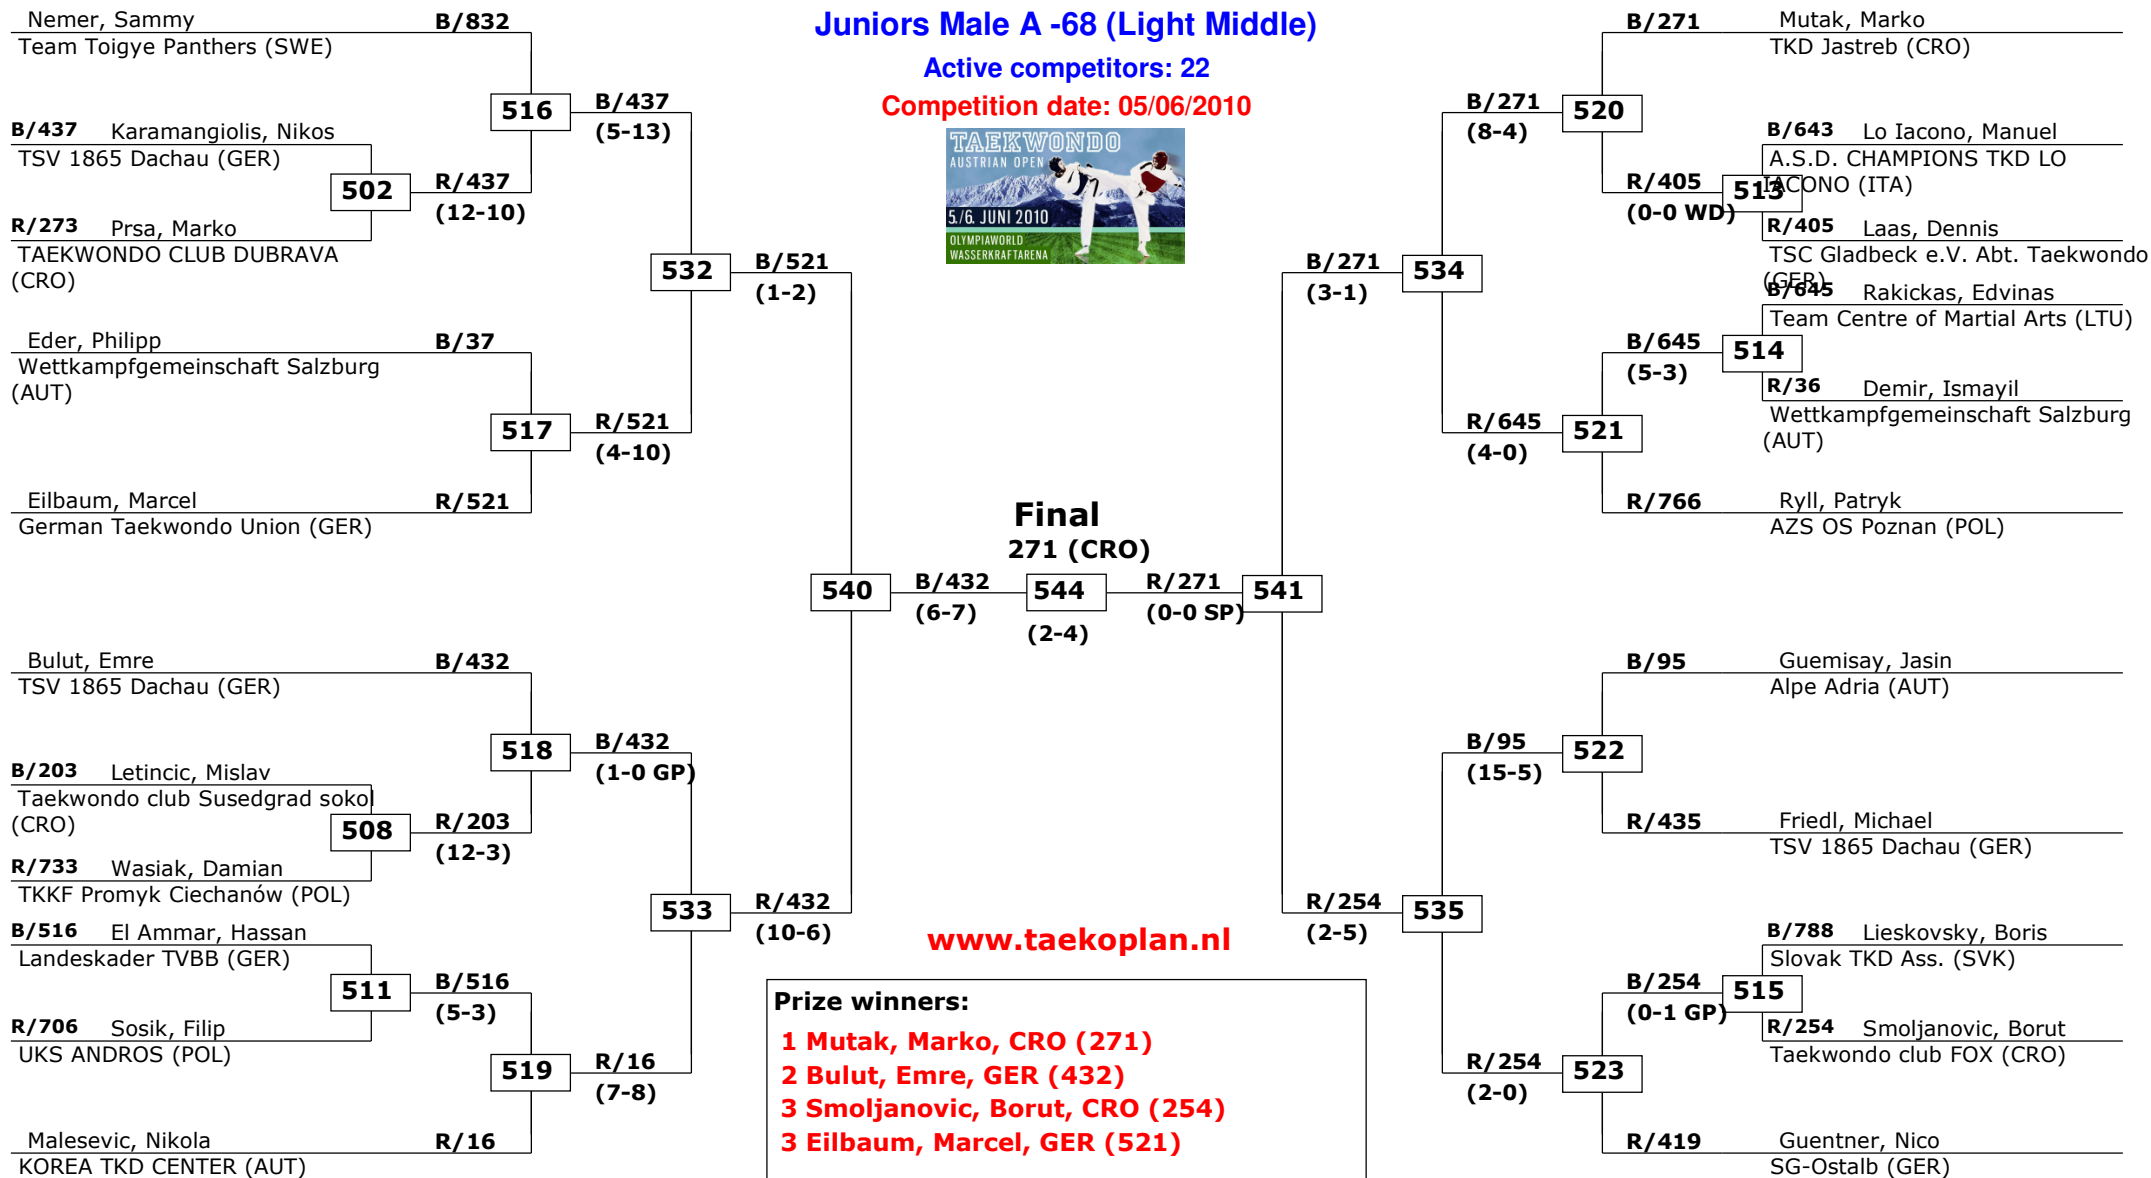 Juniors Male A -68 (Light Middle)
Active competitors: 22
Competition date: 05/06/2010
TAEKWONDO
AUSTRIAN OPEN
5./6. JUNI 2010
OLYMPIAWORLD
WASSERKRAFTARENA
Nemer, Sammy B/832
Team Toigye Panthers (SWE)
516
B/437
(5-13)
B/437 Karamangiolis, Nikos
TSV 1865 Dachau (GER)
502
R/437
(12-10)
R/273 Prsa, Marko
TAEKWONDO CLUB DUBRAVA
(CRO)
532
B/521
(1-2)
Eder, Philipp B/37
Wettkampfgemeinschaft Salzburg
(AUT)
517
R/521
(4-10)
Eilbaum, Marcel R/521
German Taekwondo Union (GER)
540
B/432
(6-7)
Bulut, Emre B/432
TSV 1865 Dachau (GER)
518
B/432
(1-0 GP)
B/203 Letincic, Mislav
Taekwondo club Susedgrad sokol
(CRO)
508
R/203
(12-3)
R/733 Wasiak, Damian
TKKF Promyk Ciechanów (POL)
533
R/432
(10-6)
B/516 El Ammar, Hassan
Landeskader TVBB (GER)
511
B/516
(5-3)
R/706 Sosik, Filip
UKS ANDROS (POL)
519
R/16
(7-8)
Malesevic, Nikola R/16
KOREA TKD CENTER (AUT)
Final
271 (CRO)
544
(2-4)
R/271
(0-0 SP)
541
B/271 Mutak, Marko
TKD Jastreb (CRO)
520
B/271
(8-4)
B/643 Lo Iacono, Manuel
A.S.D. CHAMPIONS TKD LO
IACONO (ITA)
513
R/405
(0-0 WD)
R/405 Laas, Dennis
TSC Gladbeck e.V. Abt. Taekwondo
(GER)
534
B/271
(3-1)
B/645 Rakickas, Edvinas
Team Centre of Martial Arts (LTU)
514
B/645
(5-3)
R/36 Demir, Ismayil
Wettkampfgemeinschaft Salzburg
(AUT)
521
R/645
(4-0)
R/766 Ryll, Patryk
AZS OS Poznan (POL)
B/95 Guemisay, Jasin
Alpe Adria (AUT)
522
B/95
(15-5)
R/435 Friedl, Michael
TSV 1865 Dachau (GER)
535
R/254
(2-5)
B/788 Lieskovsky, Boris
Slovak TKD Ass. (SVK)
515
B/254
(0-1 GP)
R/254 Smoljanovic, Borut
Taekwondo club FOX (CRO)
523
R/254
(2-0)
R/419 Guentner, Nico
SG-Ostalb (GER)
www.taekoplan.nl
Prize winners:
1 Mutak, Marko, CRO (271)
2 Bulut, Emre, GER (432)
3 Smoljanovic, Borut, CRO (254)
3 Eilbaum, Marcel, GER (521)